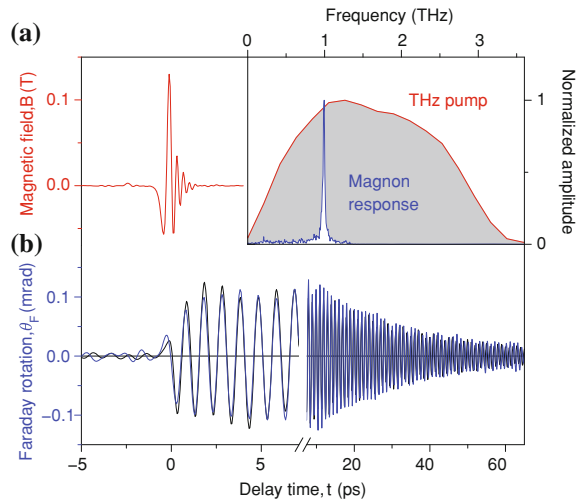 Frequency (THz)
0 1 2 3
(a)
Magnetic field,B (T)
0.1
0.0
THz pump
Magnon
response
1
0
Normalized amplitude
(b)
Faraday rotation,θF (mrad)
0.1
0.0
−0.1
−5 0 5 20 40 60
Delay time, t (ps)